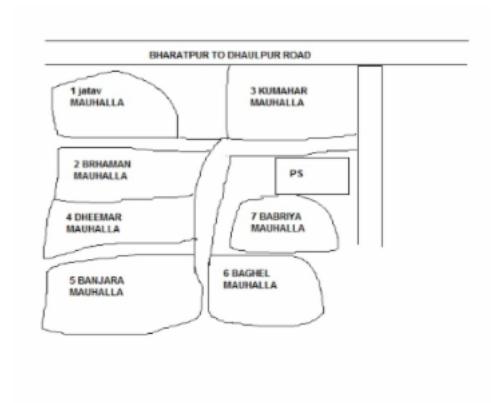 BHARATPUR TO DHAULPUR ROAD
1 jatav
MAUHALLA
3 KUMAHAR
MAUHALLA
2 BRHAMAN
MAUHALLA
PS
4 DHEEMAR
MAUHALLA
7 BABRIYA
MAUHALLA
5 BANJARA
MAUHALLA
6 BAGHEL
MAUHALLA